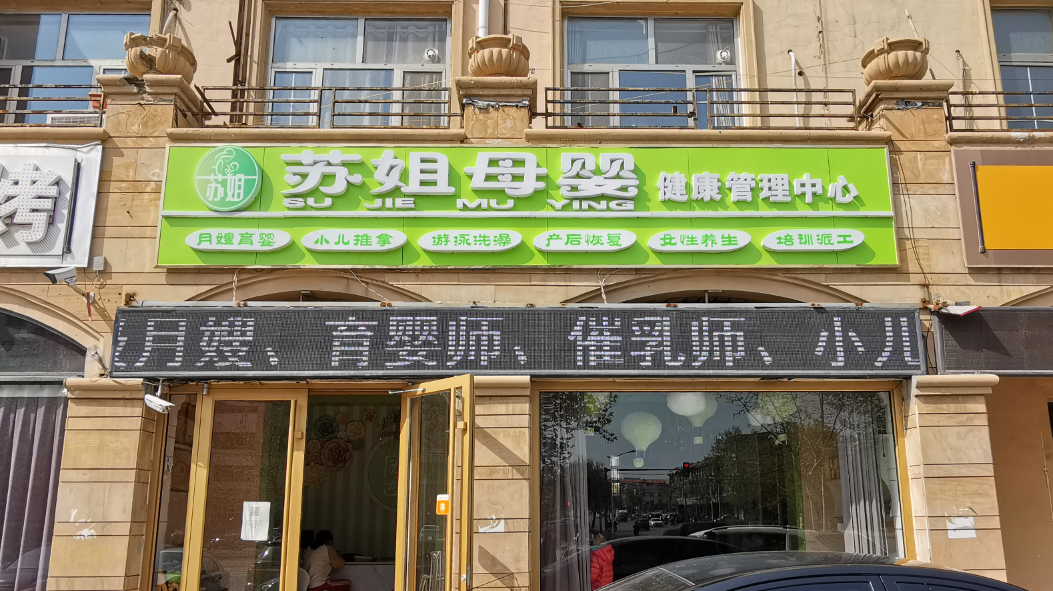 苏姐
苏姐母婴 健康管理中心
SU JIE MU YING
月嫂育婴 小儿推拿 游泳洗澡 产后恢复 女性养生 培训派工
月嫂、育婴师、催乳师、小儿
烤